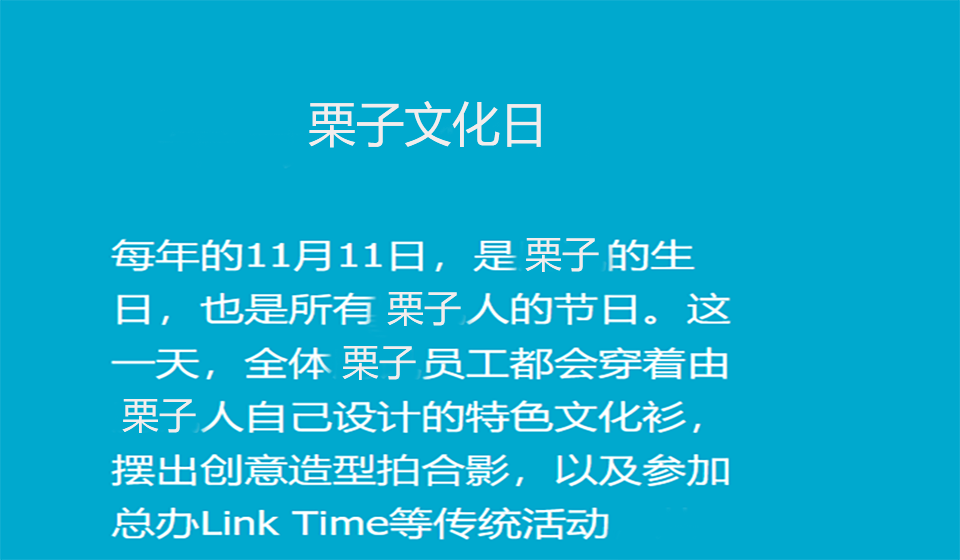 栗子文化日
每年的11月11日，是栗子的生
日，也是所有栗子人的节日。这
一天，全体栗子员工都会穿着由
栗子人自己设计的特色文化衫，
摆出创意造型拍合影，以及参加
总办Link Time等传统活动